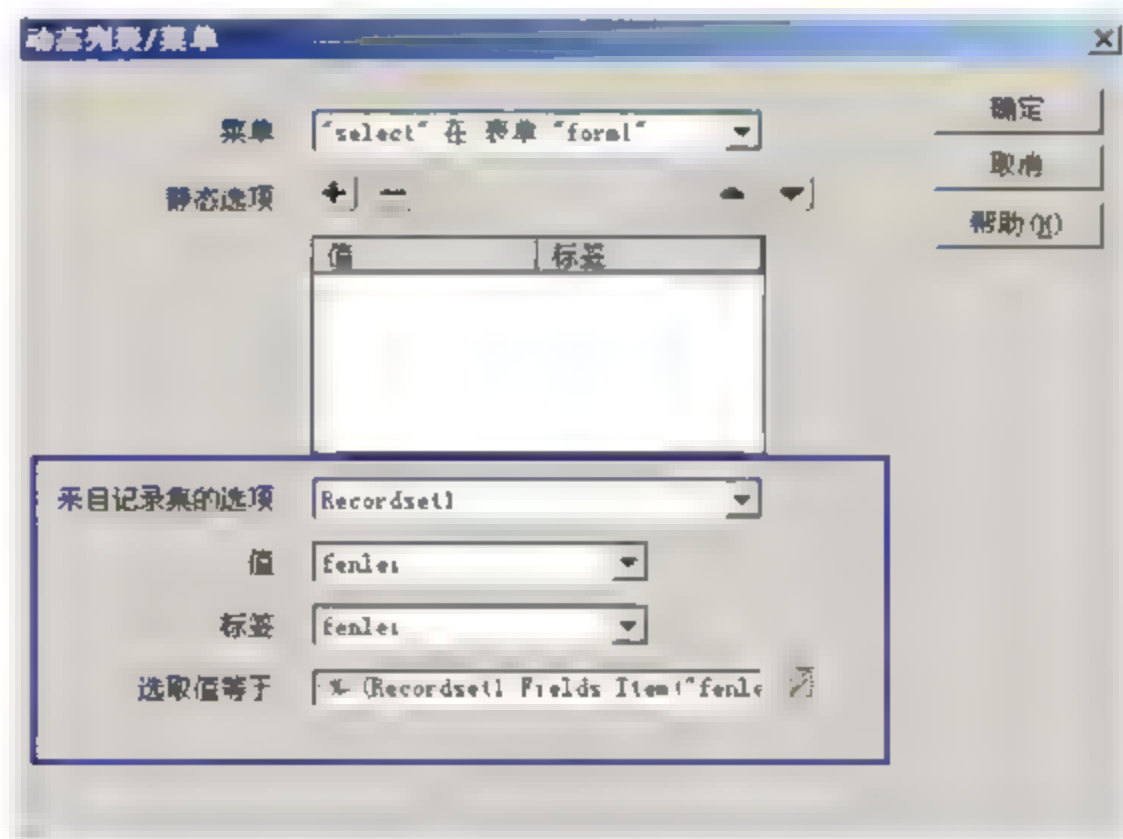 动态列表/菜单
菜单 "select" 在 表单 "form1"
确定
取消
静态选项
帮助(H)
值 标签
来自记录集的选项 Recordset1
值 fenlei
标签 fenlei
选取值等于 <%= (Recordset1.Fields.Item("fenle